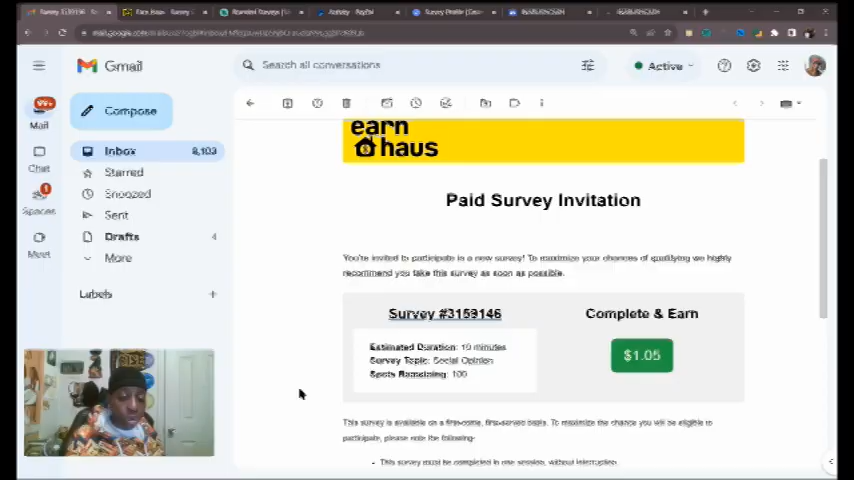 Gmail
Search all conversations
Active
Compose
Mail
Inbox 8,103
Starred
Chat
Snoozed
Spaces
Sent
Drafts 4
Meet
More
Labels
earn
haus
Paid Survey Invitation
You're invited to participate in a new survey! To maximize your chances of qualifying we highly
recommend you take this survey as soon as possible.
Survey #3159146
Complete & Earn
Estimated Duration: 10 minutes
Survey Topic: Social Opinion
Spots Remaining: 100
$1.05
This survey is available on a first-come, first-served basis. To maximize the chance you will be eligible to
participate, please note the following:
This survey must be completed in one session, without interruption.